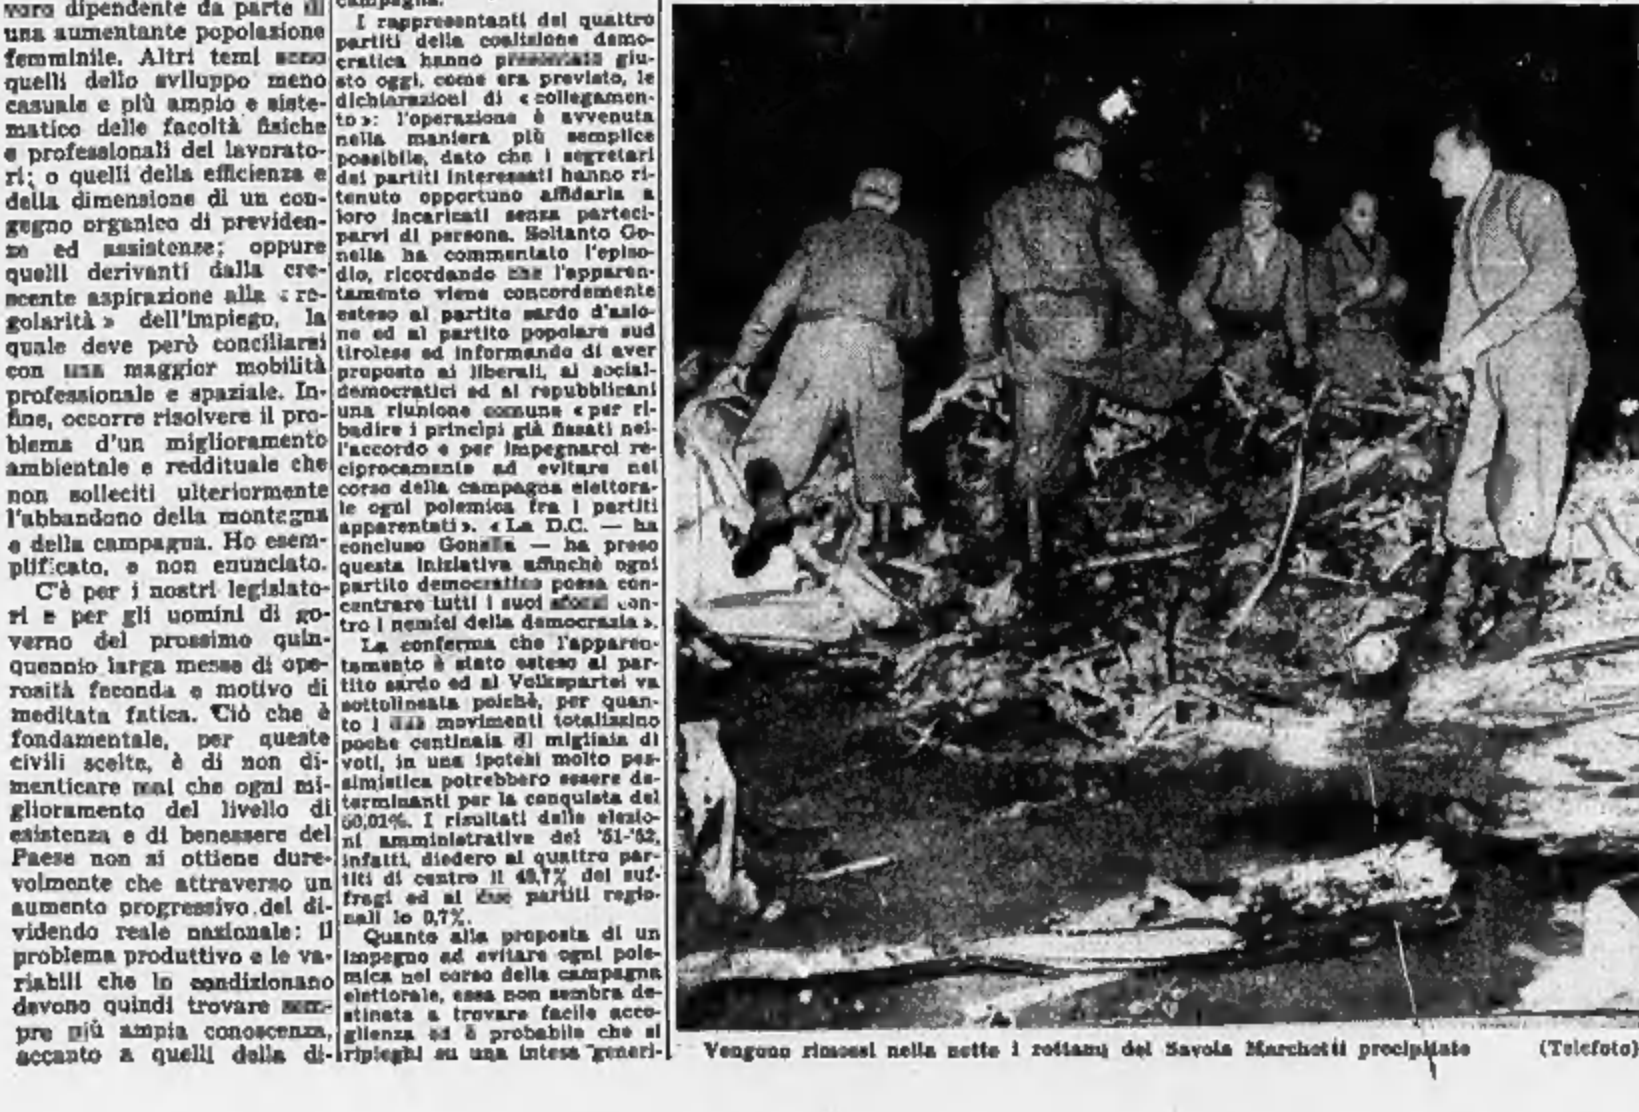 voro dipendente da parte di
una aumentante popolazione
femminile. Altri temi sono
quelli dello sviluppo meno
casuale e più ampio e siste-
matico delle facoltà fisiche
e professionali dei lavorato-
ri; o quelli della efficienza e
della dimensione di un con-
gegno organico di previden-
ze ed assistenze; oppure
quelli derivanti dalla cre-
scente aspirazione alla « re-
golarità » dell'impiego, la
quale deve però conciliarsi
con una maggior mobilità
professionale e spaziale. In-
fine, occorre risolvere il pro-
blema d'un miglioramento
ambientale e reddituale che
non solleciti ulteriormente
l'abbandono della montagna
e della campagna. Ho esem-
plificato, e non enunciato.
C'è per i nostri legislato-
ri e per gli uomini di go-
verno del prossimo quin-
quennio larga messe di ope-
rosità feconda e motivo di
meditata fatica. Ciò che è
fondamentale, per queste
civili scelte, è di non di-
menticare mai che ogni mi-
glioramento del livello di
esistenza e di benessere del
Paese non si ottiene dure-
volmente che attraverso un
aumento progressivo del di-
videndo reale nazionale: il
problema produttivo e le va-
riabili che lo condizionano
devono quindi trovare sem-
pre più ampia conoscenza,
accanto a quelli della di-
campagna.
I rappresentanti dei quattro
partiti della coalizione demo-
cratica hanno presentato giu-
sto oggi, come era previsto, le
dichiarazioni di « collegamen-
to »: l'operazione è avvenuta
nella maniera più semplice
possibile, dato che i segretari
dei partiti interessati hanno ri-
tenuto opportuno affidarla a
loro incaricati senza parteci-
parvi di persona. Soltanto Go-
nella ha commentato l'episo-
dio, ricordando che l'apparen-
tamento viene concordemente
esteso al partito sardo d'azio-
ne ed al partito popolare sud
tirolese ed informando di aver
proposto ai liberali, ai social-
democratici ed ai repubblicani
una riunione comune « per ri-
badire i principi già fissati nel-
l'accordo e per impegnarci re-
ciprocamente ad evitare nel
corso della campagna elettora-
le ogni polemica fra i partiti
apparentati ». « La D.C. — ha
concluso Gonella — ha preso
questa iniziativa affinchè ogni
partito democratico possa con-
centrare tutti i suoi sforzi con-
tro i nemici della democrazia ».
La conferma che l'apparen-
tamento è stato esteso al par-
tito sardo ed al Volkspartei va
sottolineata poichè, per quan-
to i due movimenti totalizzino
poche centinaia di migliaia di
voti, in una ipotesi molto pes-
simistica potrebbero essere de-
terminanti per la conquista del
50,01%. I risultati delle elezio-
ni amministrative del '51-'52,
infatti, diedero ai quattro par-
titi di centro il 49,7% dei suf-
fragi ed ai due partiti regio-
nali lo 0,7%.
Quanto alla proposta di un
impegno ad evitare ogni pole-
mica nel corso della campagna
elettorale, essa non sembra de-
stinata a trovare facile acco-
glienza ed è probabile che si
ripieghi su una intesa generi-
Vengono rimossi nella notte i rottami del Savoia Marchetti precipitato (Telefoto)